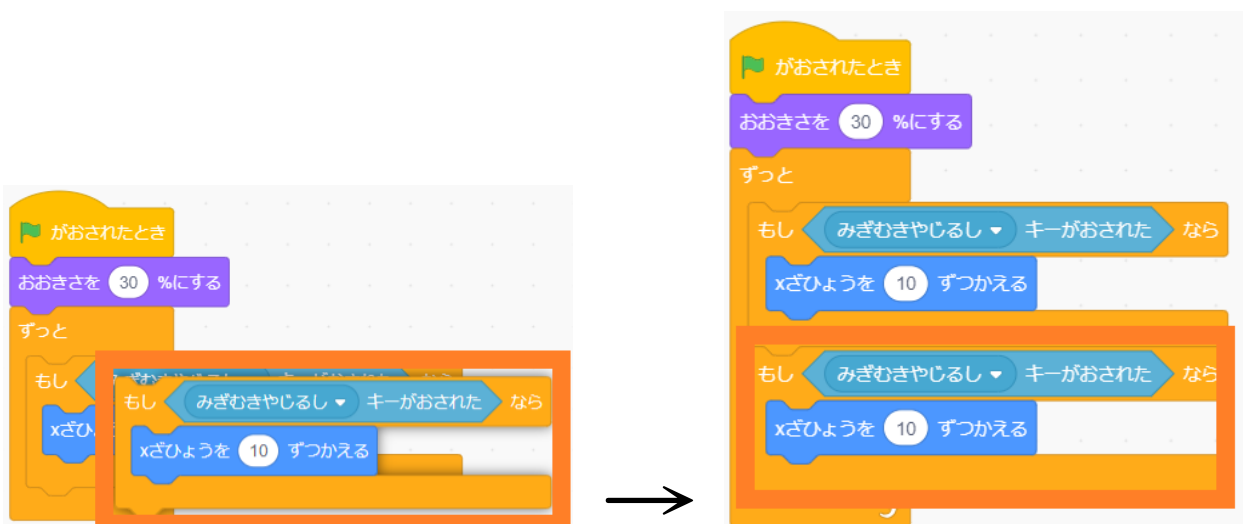 がおされたとき
おおきさを 30 %にする
ずっと
もし
xざひょ
もし みぎむきやじるし キーがおされた なら
xざひょうを 10 ずつかえる
がおされたとき
おおきさを 30 %にする
ずっと
もし みぎむきやじるし キーがおされた なら
xざひょうを 10 ずつかえる
もし みぎむきやじるし キーがおされた なら
xざひょうを 10 ずつかえる